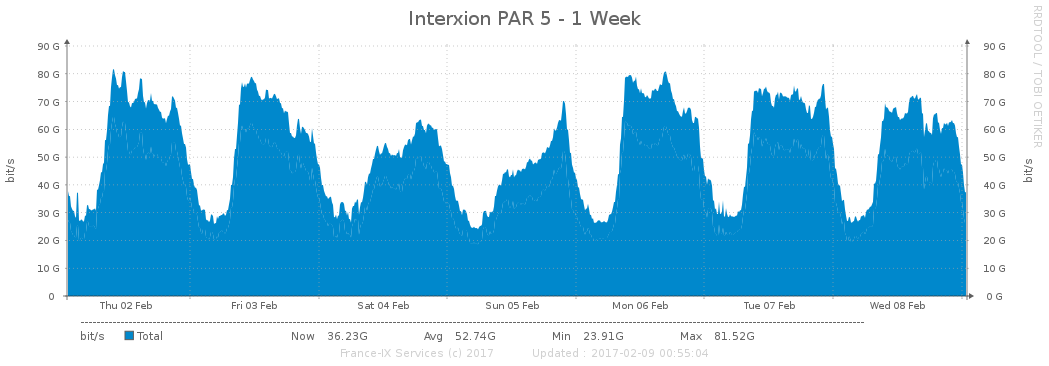 Interxion PAR 5 - 1 Week
RRDTOOL / TOBI OETIKER
90 G 90 G
80 G 80 G
70 G 70 G
60 G 60 G
50 G 50 G
40 G 40 G
30 G 30 G
20 G 20 G
10 G 10 G
0 0 G
bit/s bit/s
Thu 02 Feb Fri 03 Feb Sat 04 Feb Sun 05 Feb Mon 06 Feb Tue 07 Feb Wed 08 Feb
bit/s Total Now 36.23G Avg 52.74G Min 23.91G Max 81.52G
France-IX Services (c) 2017 Updated : 2017-02-09 00:55:04